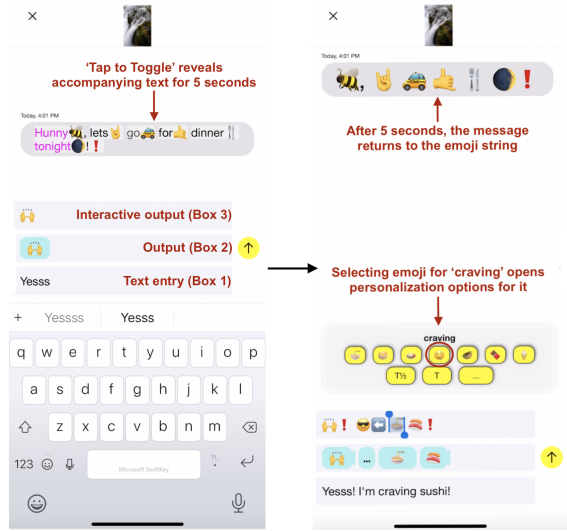 ×
'Tap to Toggle' reveals
accompanying text for 5 seconds
Today, 4:01 PM
Hunny🐝, lets🤘 go🚕 for🤙 dinner🍴
tonight🌒!❗
🙌 Interactive output (Box 3)
🙌 Output (Box 2) ↑
Yesss Text entry (Box 1)
+ Yessss Yesss
q w e r t y u i o p
a s d f g h j k l
z x c v b n m
123 Microsoft SwiftKey ?!,
×
Today, 4:01 PM
🐝, 🤘 🚕 🤙 🍴 🌒❗
After 5 seconds, the message
returns to the emoji string
Selecting emoji for 'craving' opens
personalization options for it
craving
T½ T ...
🙌❗ 😎⬅️🍜🍣❗
🙌 ... 🍜 🍣 ↑
Yesss! I'm craving sushi!